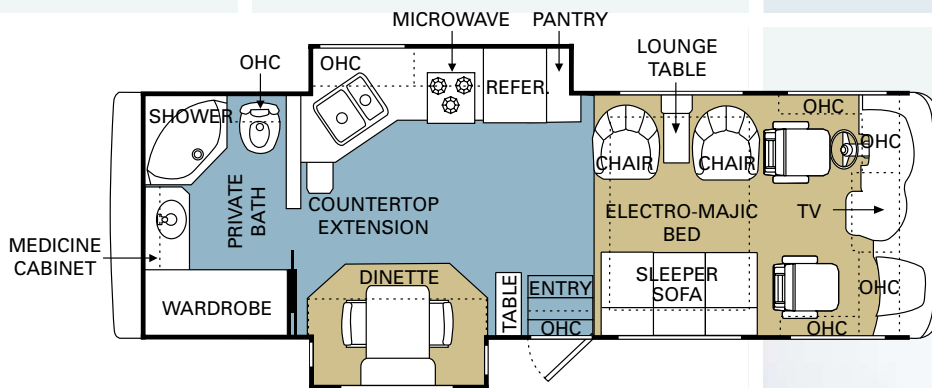 MICROWAVE
PANTRY
OHC
OHC
REFER.
LOUNGE
TABLE
SHOWER
OHC
OHC
CHAIR
CHAIR
PRIVATE
BATH
COUNTERTOP
EXTENSION
ELECTRO-MAJIC
BED
TV
MEDICINE
CABINET
DINETTE
WARDROBE
TABLE
ENTRY
OHC
SLEEPER
SOFA
OHC
OHC